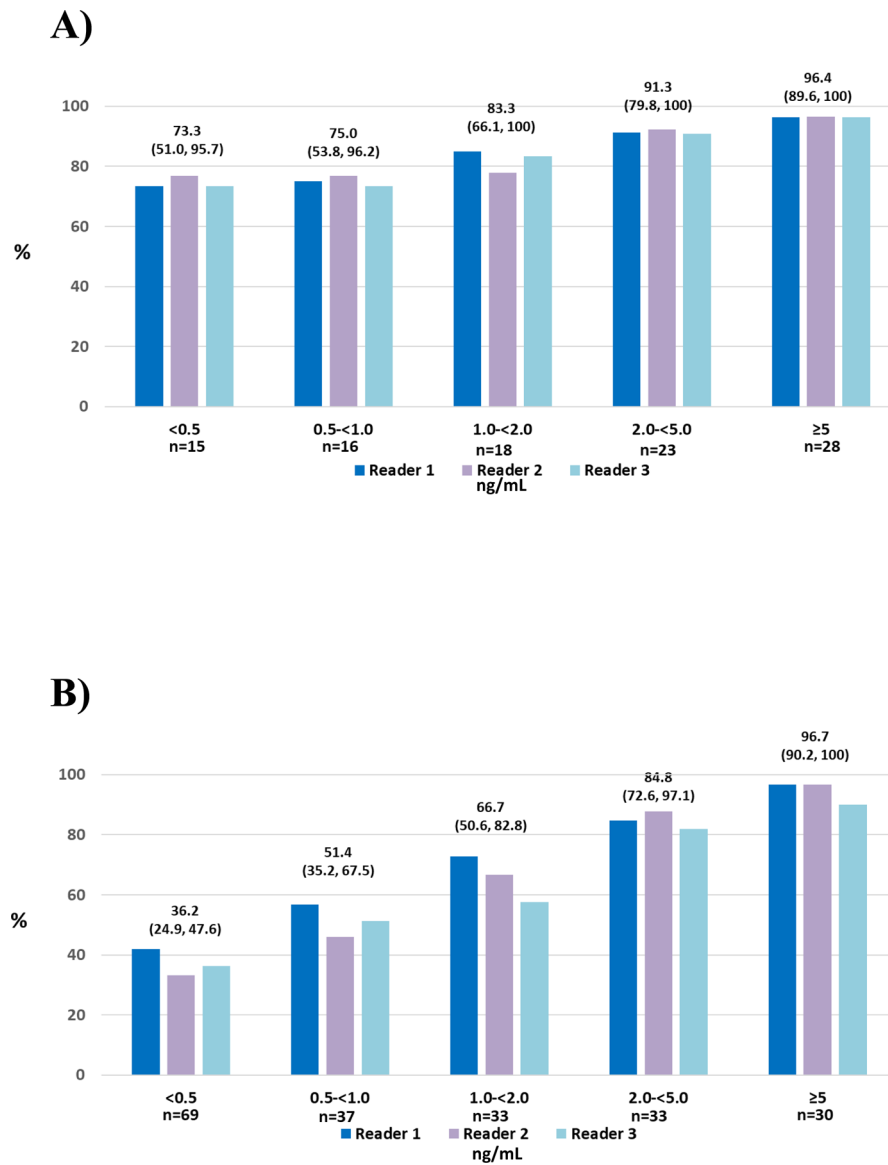 A)
73.3
(51.0, 95.7)
75.0
(53.8, 96.2)
83.3
(66.1, 100)
91.3
(79.8, 100)
96.4
(89.6, 100)
100
80
60
40
20
0
%
<0.5
n=15
0.5-<1.0
n=16
1.0-<2.0
n=18
2.0-<5.0
n=23
≥5
n=28
Reader 1 Reader 2 Reader 3
ng/mL
B)
36.2
(24.9, 47.6)
51.4
(35.2, 67.5)
66.7
(50.6, 82.8)
84.8
(72.6, 97.1)
96.7
(90.2, 100)
100
80
60
40
20
0
%
<0.5
n=69
0.5-<1.0
n=37
1.0-<2.0
n=33
2.0-<5.0
n=33
≥5
n=30
Reader 1 Reader 2 Reader 3
ng/mL